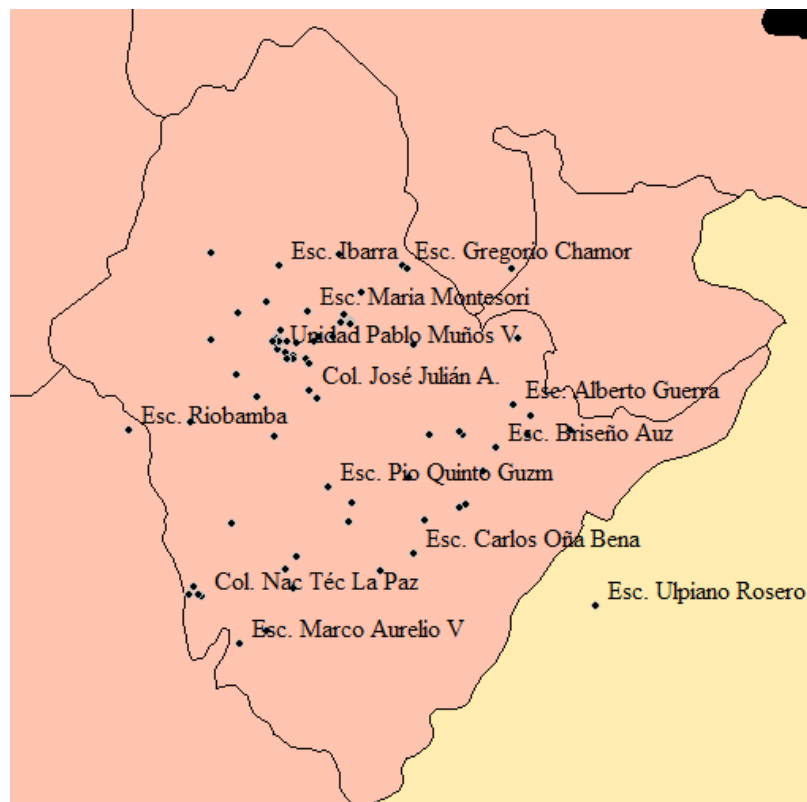 Esc. Ibarra
Esc. Gregorio Chamor
Esc. Maria Montesori
Unidad Pablo Muños V
Col. José Julián A.
Esc. Alberto Guerra
Esc. Riobamba
Esc. Briseño Auz
Esc. Pio Quinto Guzm
Esc. Carlos Oña Bena
Col. Nac Téc La Paz
Esc. Ulpiano Rosero
Esc. Marco Aurelio V